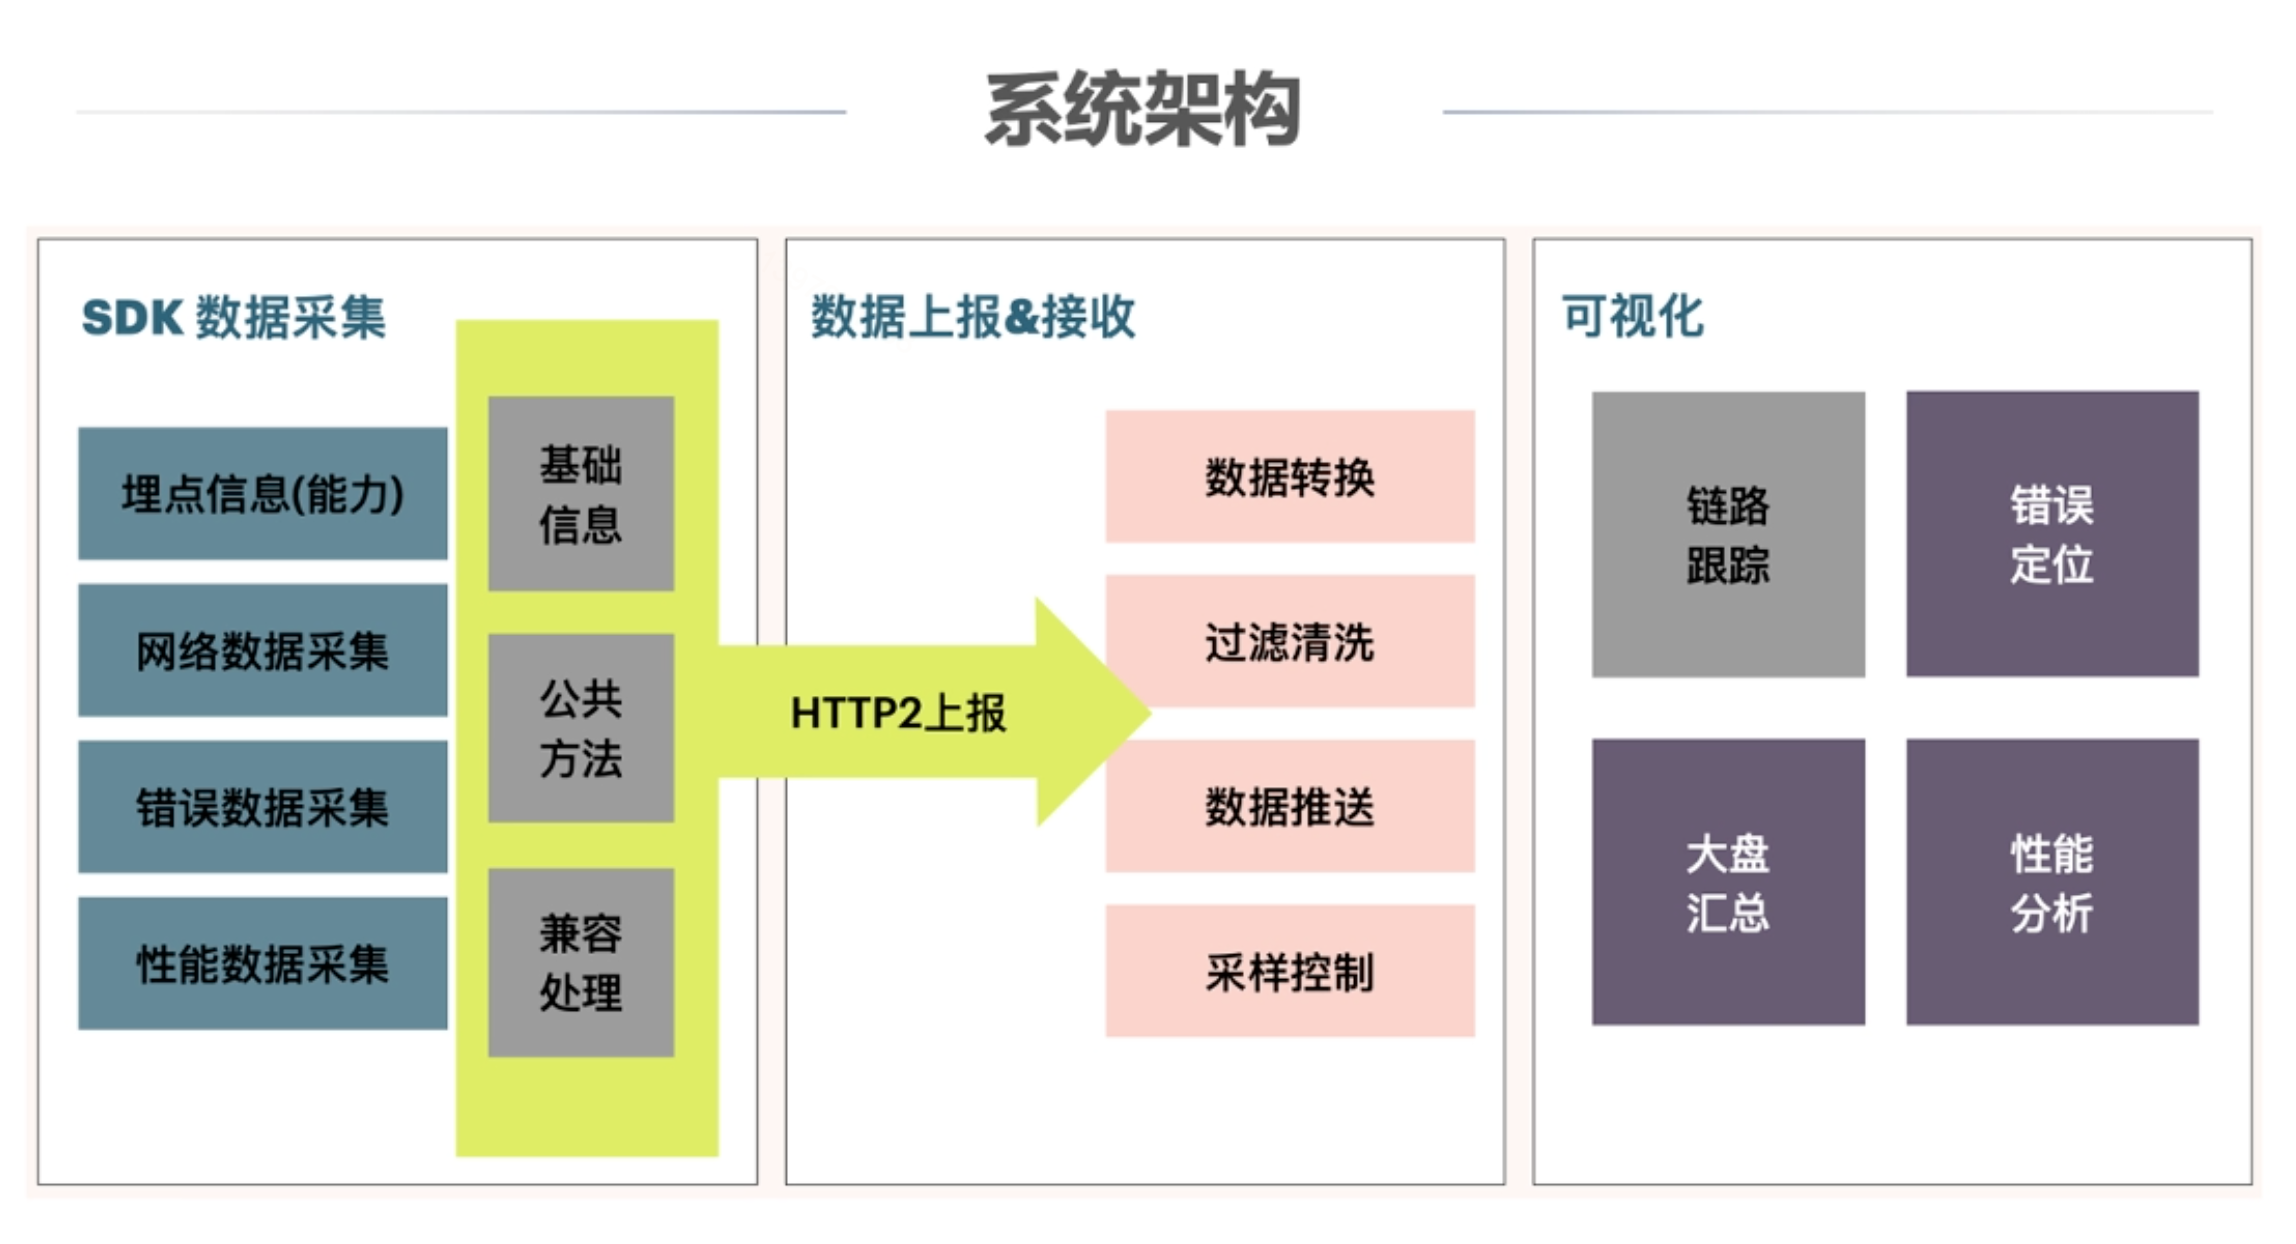 系统架构
SDK 数据采集
埋点信息(能力)
网络数据采集
错误数据采集
性能数据采集
基础
信息
公共
方法
兼容
处理
HTTP2上报
数据上报&接收
数据转换
过滤清洗
数据推送
采样控制
可视化
链路
跟踪
错误
定位
大盘
汇总
性能
分析